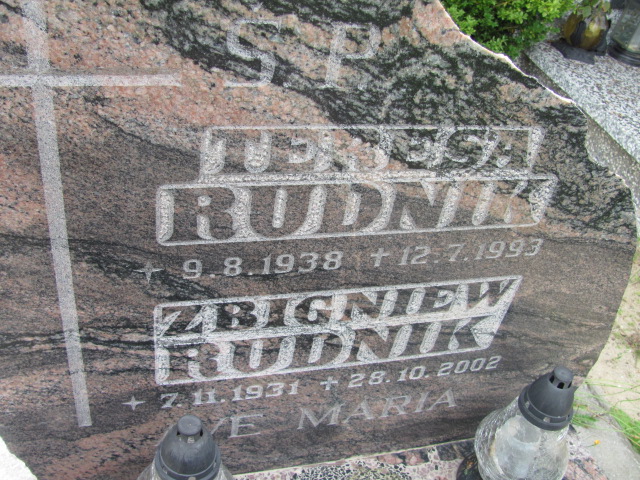 Ś.P.
TERESA
RUDNIK
9.8.1938 +12.7.1993
ZBIGNIEW
RUDNIK
+ 7.11.1931 +28.10.2002
VE MARIA